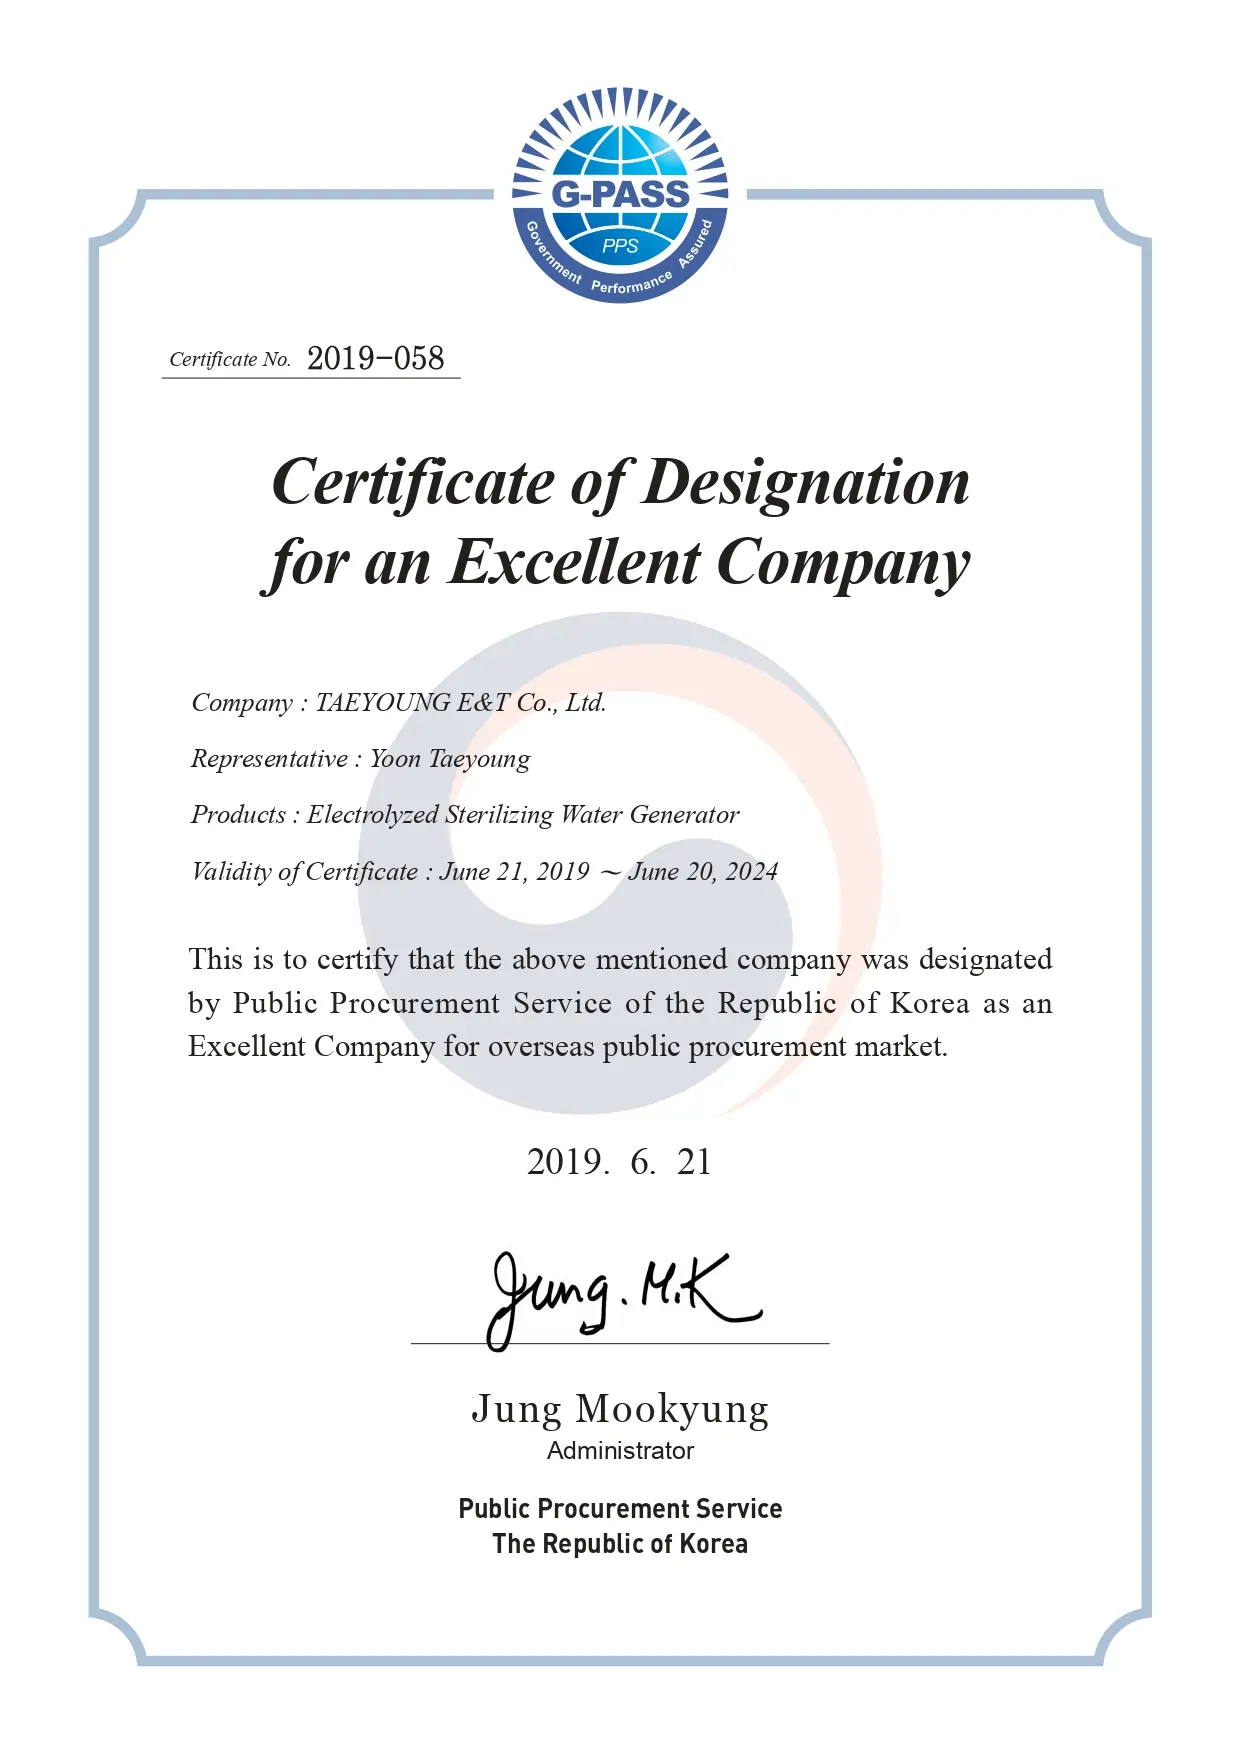 G-PASS
PPS
Government Performance Assured
Certificate No. 2019-058
Certificate of Designation
for an Excellent Company
Company : TAEYOUNG E&T Co., Ltd.
Representative : Yoon Taeyoung
Products : Electrolyzed Sterilizing Water Generator
Validity of Certificate : June 21, 2019 ~ June 20, 2024
This is to certify that the above mentioned company was designated
by Public Procurement Service of the Republic of Korea as an
Excellent Company for overseas public procurement market.
2019. 6. 21
Jung. M.K
Jung Mookyung
Administrator
Public Procurement Service
The Republic of Korea